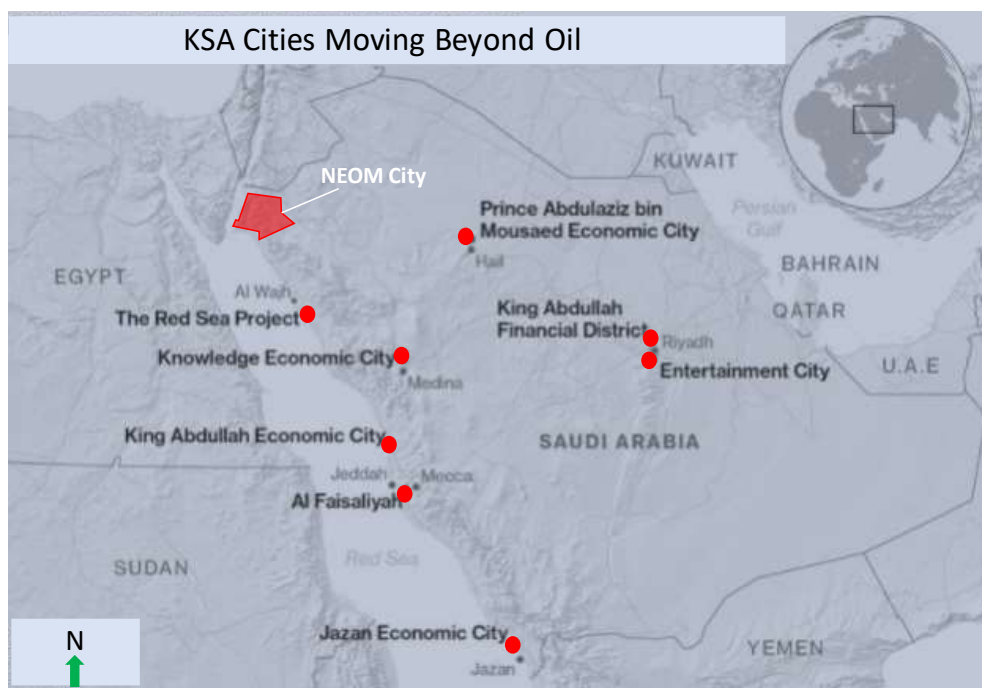 KSA Cities Moving Beyond Oil
NEOM City
KUWAIT
Prince Abdulaziz bin
Mousaed Economic City
Persian
Gulf
Hail
BAHRAIN
EGYPT
Al Wajh
The Red Sea Project
King Abdullah
Financial District
QATAR
Riyadh
Knowledge Economic City
Medina
Entertainment City
U.A.E
King Abdullah Economic City
SAUDI ARABIA
Jeddah
Mecca
Al Faisaliyah
Red Sea
SUDAN
Jazan Economic City
Jazan
YEMEN
N